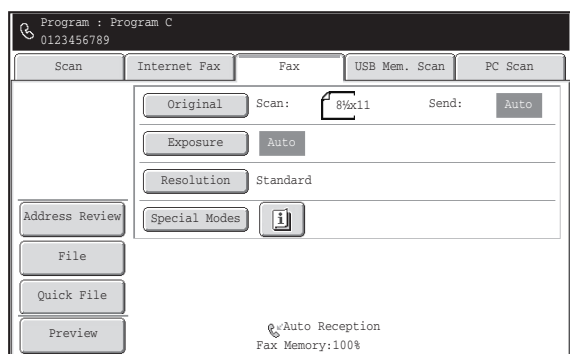 Program : Program C
0123456789
Scan Internet Fax Fax USB Mem. Scan PC Scan
Original Scan: 8½x11 Send: Auto
Exposure Auto
Resolution Standard
Address Review Special Modes
File
Quick File
Preview Auto Reception
Fax Memory:100%